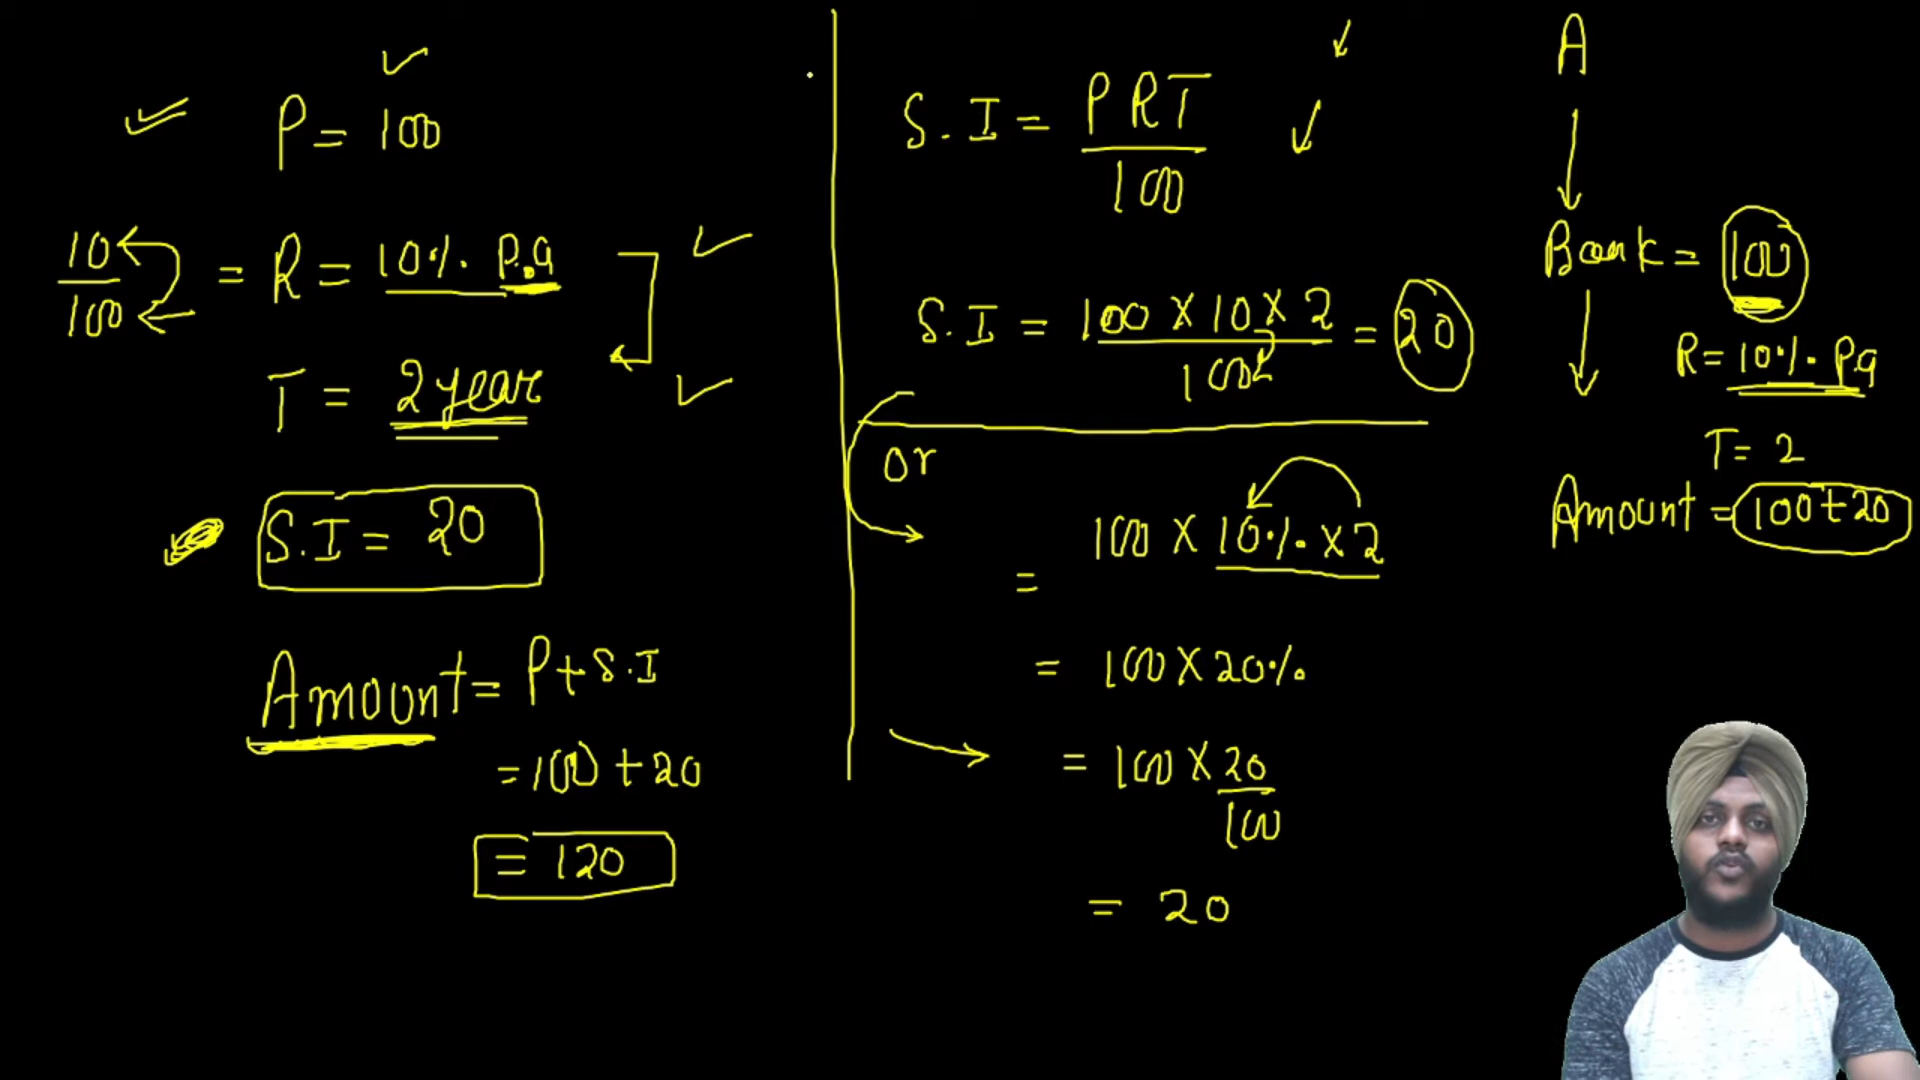 P = 100
10/100 = R = 10% P.a
T = 2 year
S.I = 20
Amount = P + S.I
= 100 + 20
= 120
S.I = PRT/100
S.I = 100 X 10 X 2/100 = 20
or
= 100 X 10% X 2
= 100 X 20%
= 100 X 20/100
= 20
A
Bank = 100
R = 10% P.a
T = 2
Amount = 100 + 20